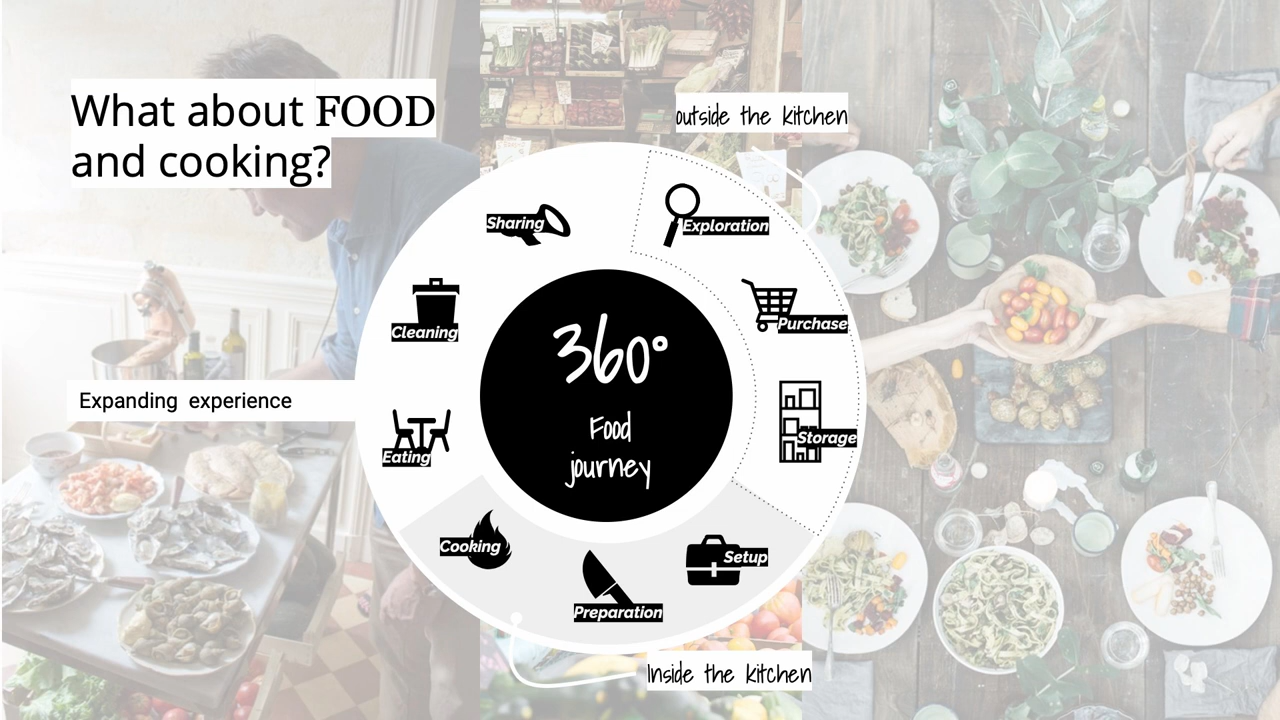 What about FOOD
and cooking?
outside the kitchen
Sharing
Exploration
Cleaning
Purchase
360°
Food
journey
Expanding experience
Eating
Storage
Cooking
Setup
Preparation
Inside the kitchen